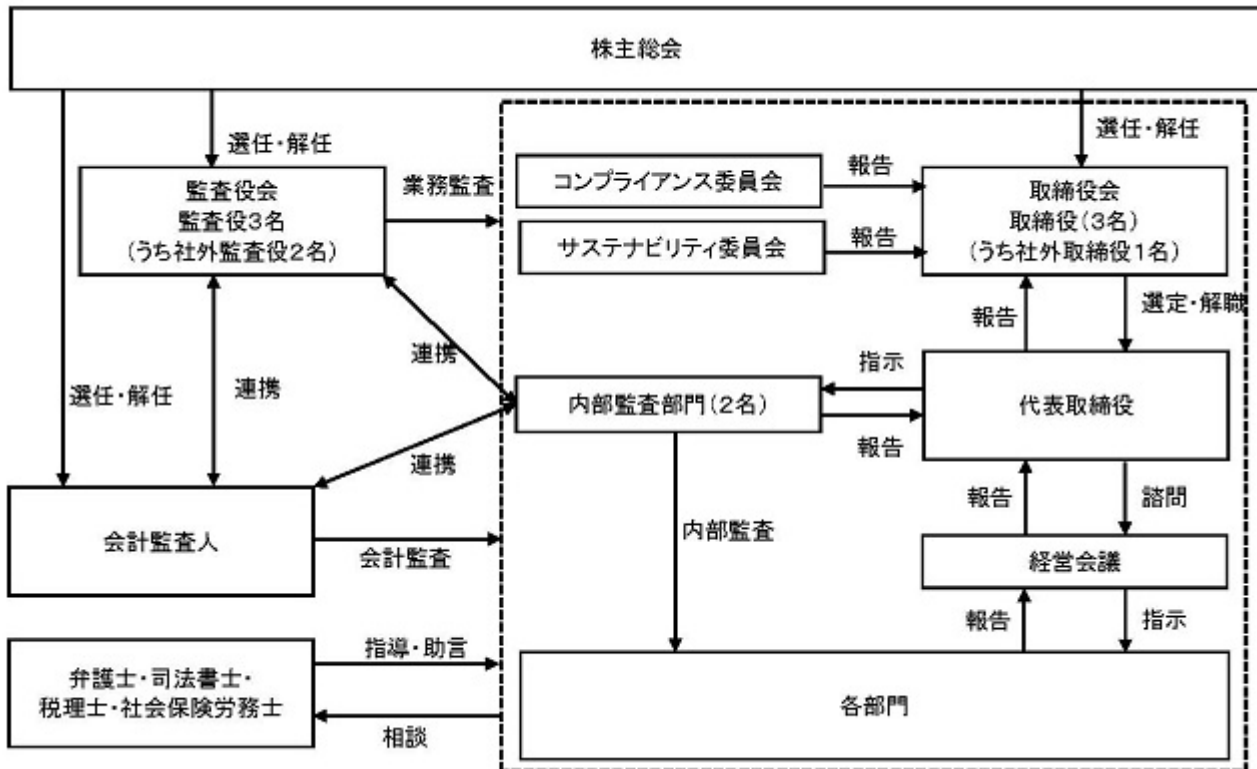 株主総会
選任・解任
選任・解任
監査役会
監査役3名
(うち社外監査役2名)
業務監査
コンプライアンス委員会
報告
サステナビリティ委員会
報告
取締役会
取締役(3名)
(うち社外取締役1名)
報告
選定・解職
連携
選任・解任
連携
連携
内部監査部門(2名)
指示
報告
代表取締役
報告
諮問
会計監査人
会計監査
内部監査
経営会議
報告
指示
弁護士・司法書士・
税理士・社会保険労務士
指導・助言
相談
各部門